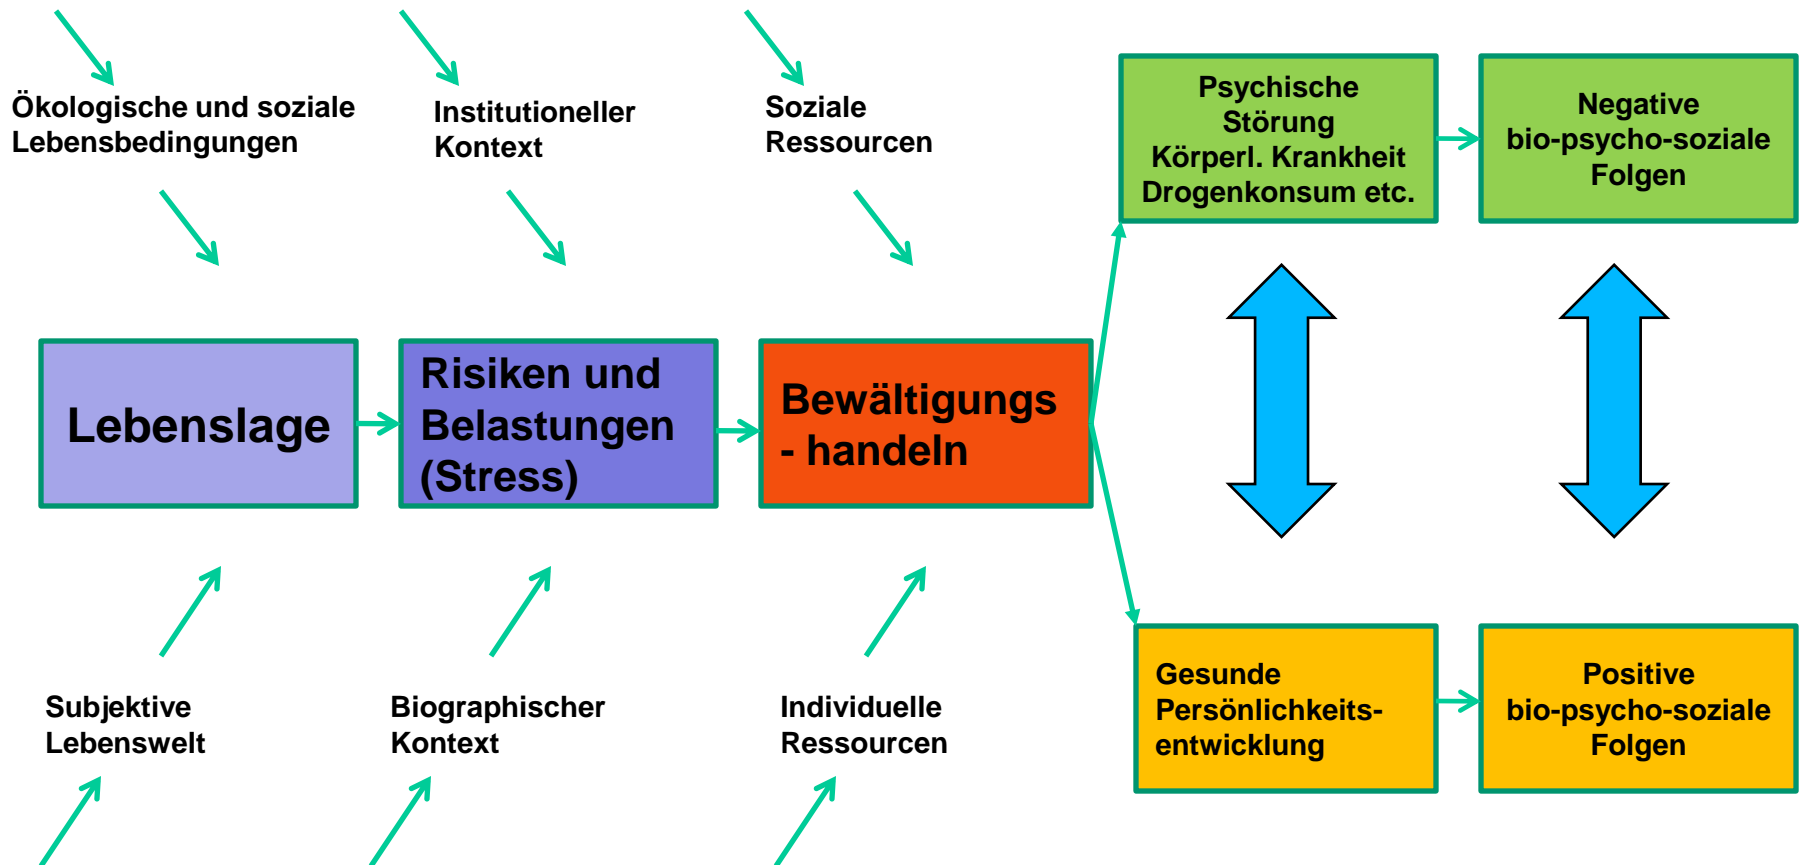 Ökologische und soziale
Lebensbedingungen
Institutioneller
Kontext
Soziale
Ressourcen
Psychische
Störung
Körperl. Krankheit
Drogenkonsum etc.
Negative
bio-psycho-soziale
Folgen
Lebenslage
Risiken und
Belastungen
(Stress)
Bewältigungs
- handeln
Subjektive
Lebenswelt
Biographischer
Kontext
Individuelle
Ressourcen
Gesunde
Persönlichkeits-
entwicklung
Positive
bio-psycho-soziale
Folgen